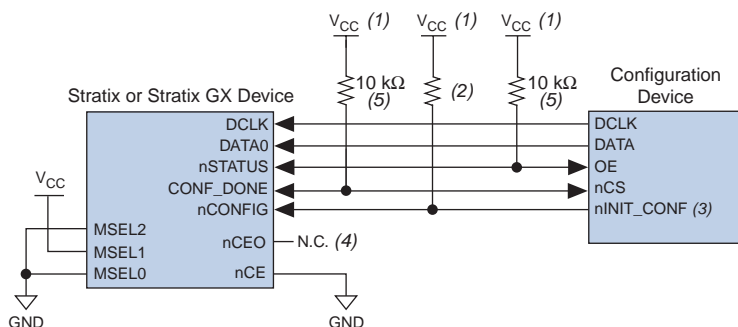 VCC (1) VCC (1) VCC (1)
10 kΩ (5) (2) 10 kΩ (5)
Stratix or Stratix GX Device
Configuration Device
DCLK DCLK
DATA0 DATA
nSTATUS OE
CONF_DONE nCS
nCONFIG nINIT_CONF (3)
VCC
MSEL2
MSEL1
MSEL0
nCEO N.C. (4)
nCE
GND GND